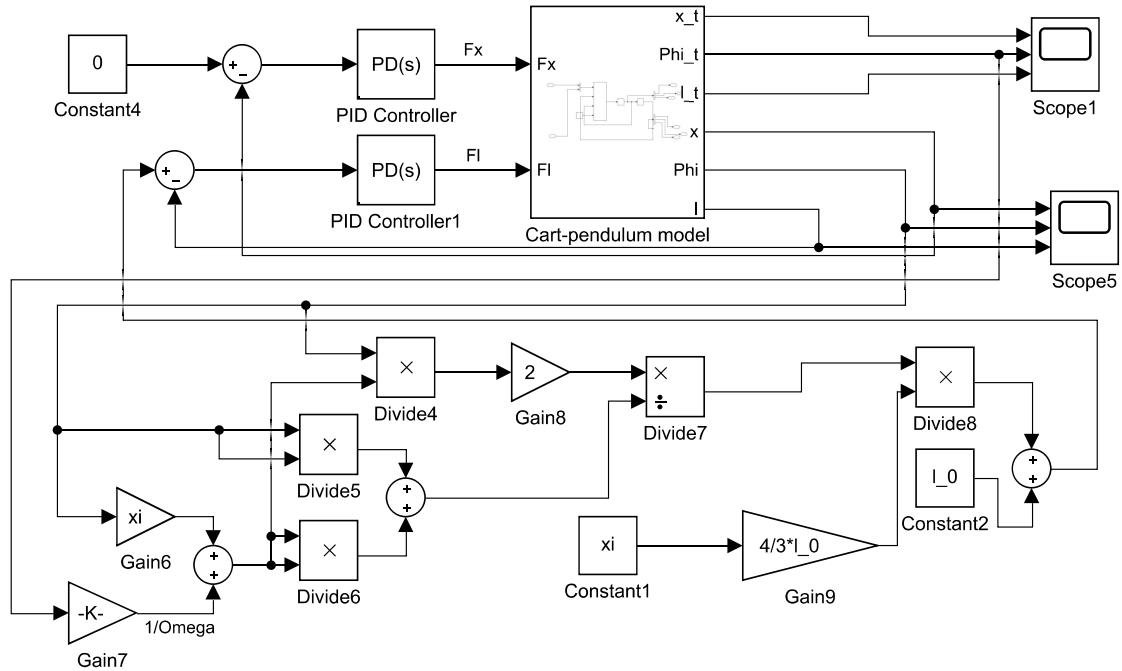 x_t
0
Fx
Phi_t
+
−
PD(s)
Fx
l_t
Constant4
PID Controller
Scope1
x
Fl
+
−
PD(s)
Fl
Phi
PID Controller1
l
Cart-pendulum model
Scope5
×
2
×
÷
×
Divide4
Gain8
Divide7
Divide8
×
+
+
l_0
+
+
Divide5
Constant2
xi
×
xi
4/3*l_0
Gain6
+
+
Divide6
Constant1
Gain9
-K-
1/Omega
Gain7